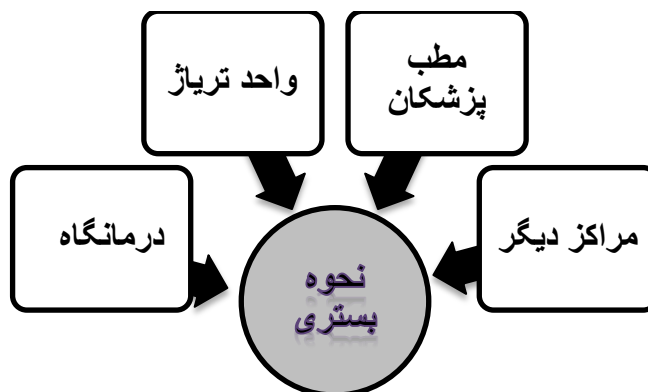 مطب
پزشکان
واحد تریاژ
مراکز دیگر
درمانگاه
نحوه
بستری